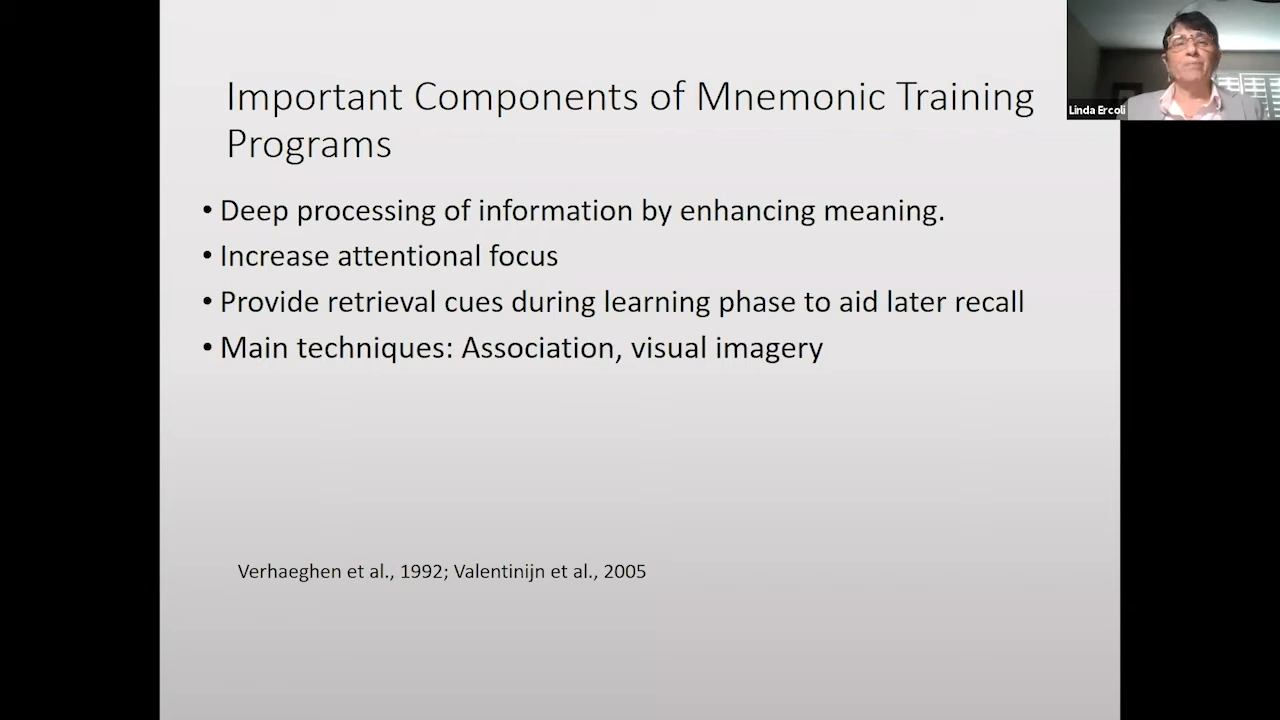 Important Components of Mnemonic Training
Programs
• Deep processing of information by enhancing meaning.
• Increase attentional focus
• Provide retrieval cues during learning phase to aid later recall
• Main techniques: Association, visual imagery
Verhaeghen et al., 1992; Valentinijn et al., 2005
Linda Ercoli